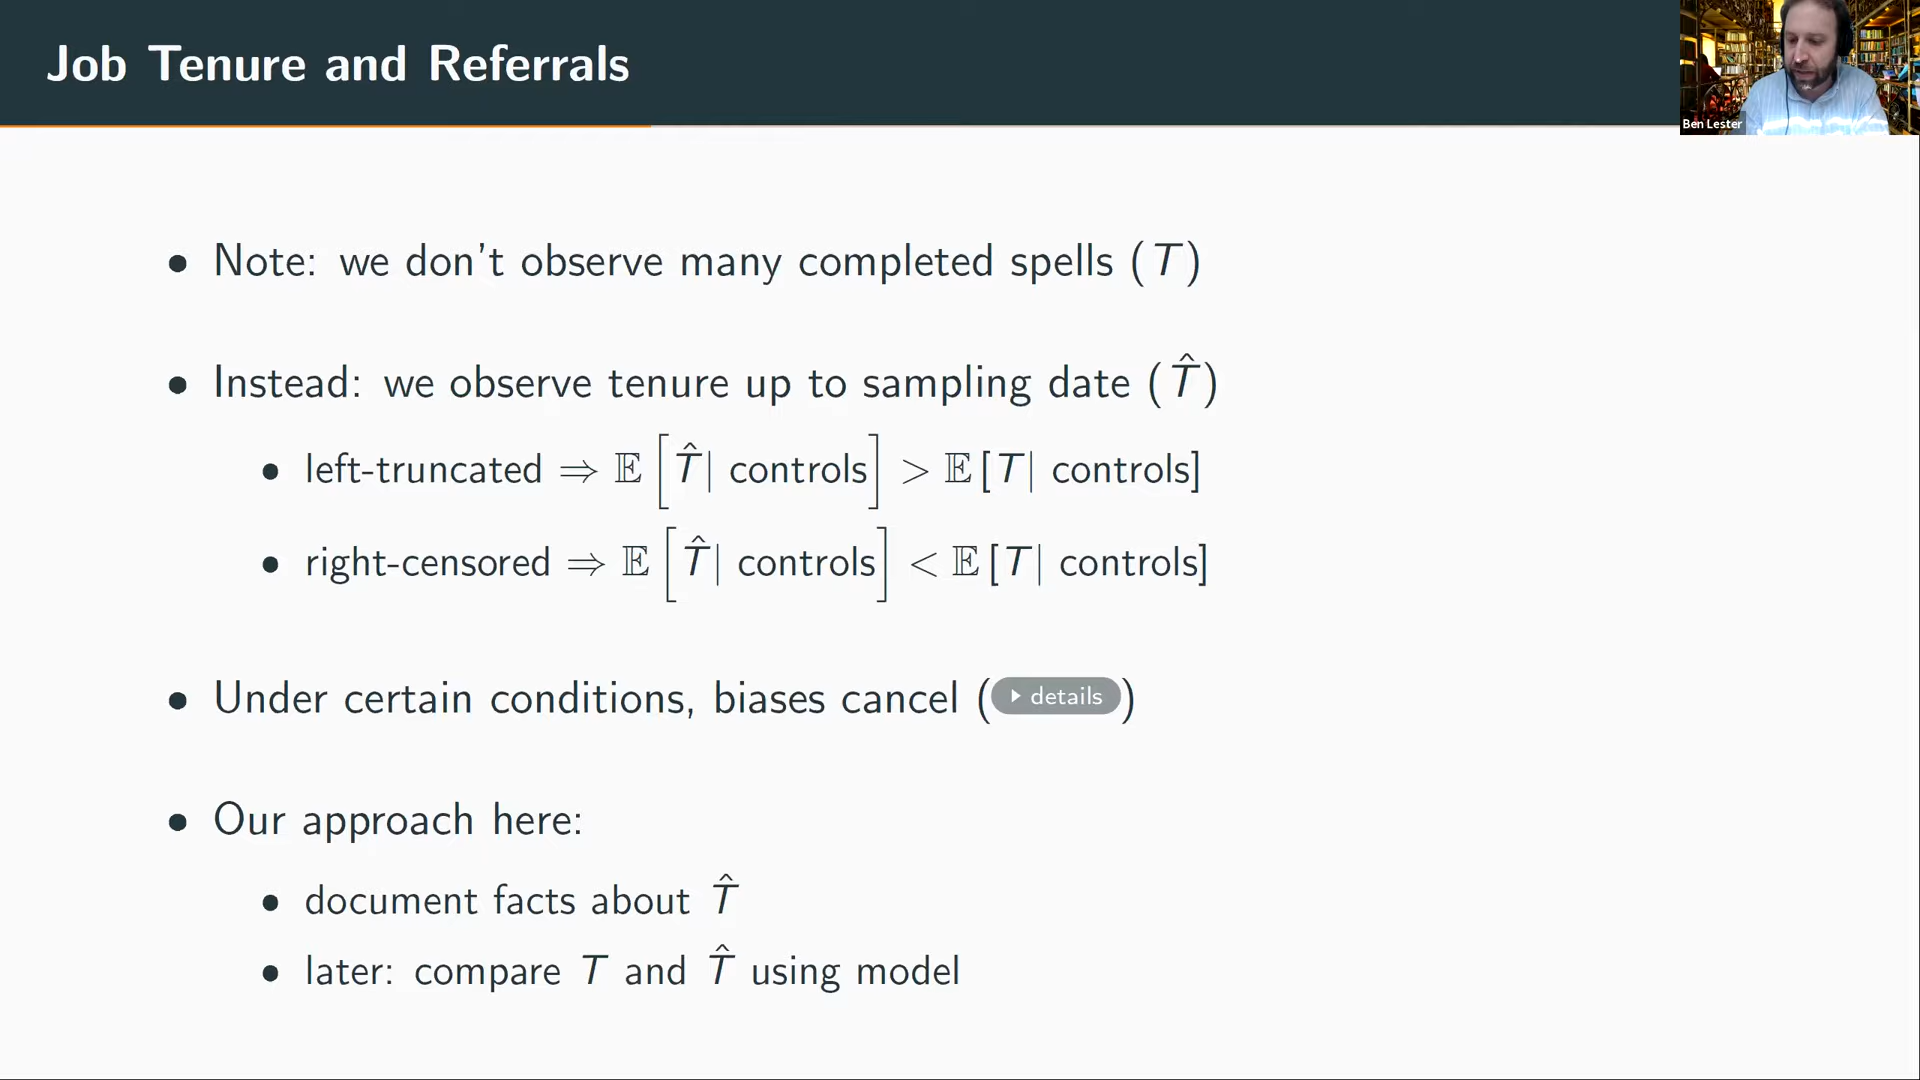 Job Tenure and Referrals
Ben Lester
• Note: we don't observe many completed spells (T)
• Instead: we observe tenure up to sampling date (T̂)
• left-truncated ⇒ 𝔼[T̂| controls] > 𝔼[T| controls]
• right-censored ⇒ 𝔼[T̂| controls] < 𝔼[T| controls]
• Under certain conditions, biases cancel (▸ details)
• Our approach here:
• document facts about T̂
• later: compare T and T̂ using model